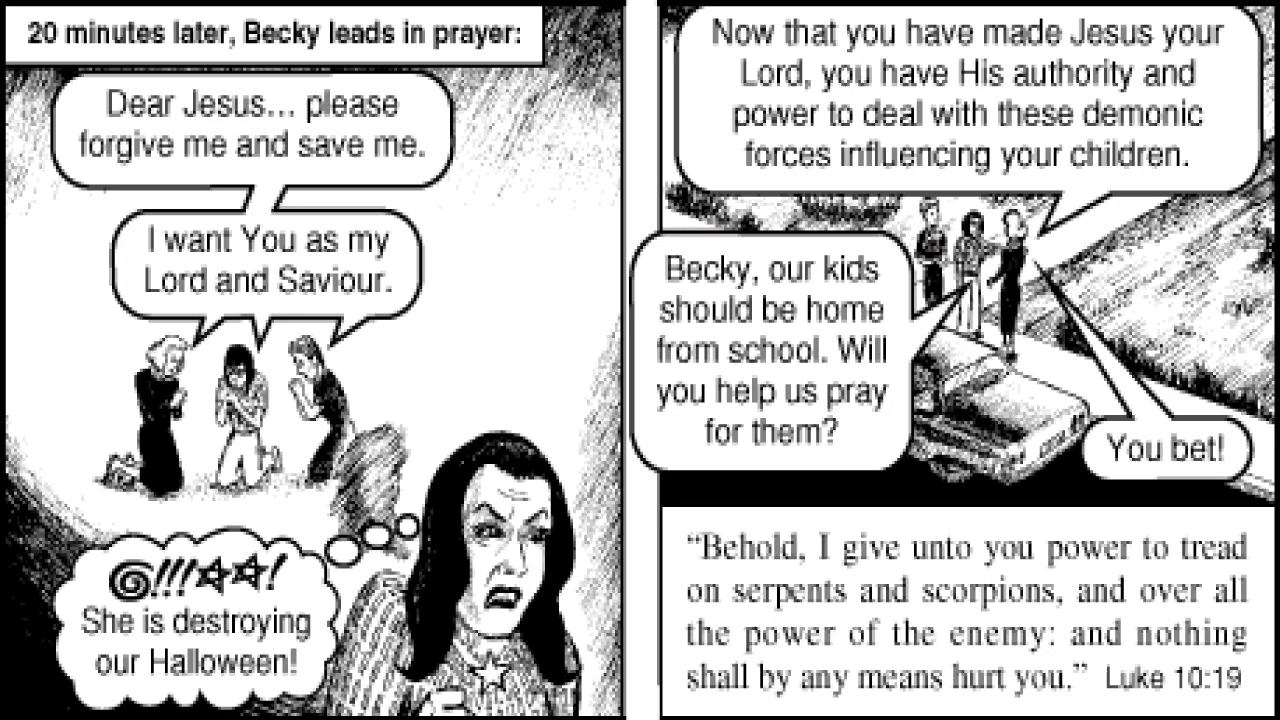 20 minutes later, Becky leads in prayer:
Dear Jesus... please
forgive me and save me.
I want You as my
Lord and Saviour.
@!!!☆☆!
She is destroying
our Halloween!
Now that you have made Jesus your
Lord, you have His authority and
power to deal with these demonic
forces influencing your children.
Becky, our kids
should be home
from school. Will
you help us pray
for them?
You bet!
“Behold, I give unto you power to tread
on serpents and scorpions, and over all
the power of the enemy: and nothing
shall by any means hurt you.” Luke 10:19